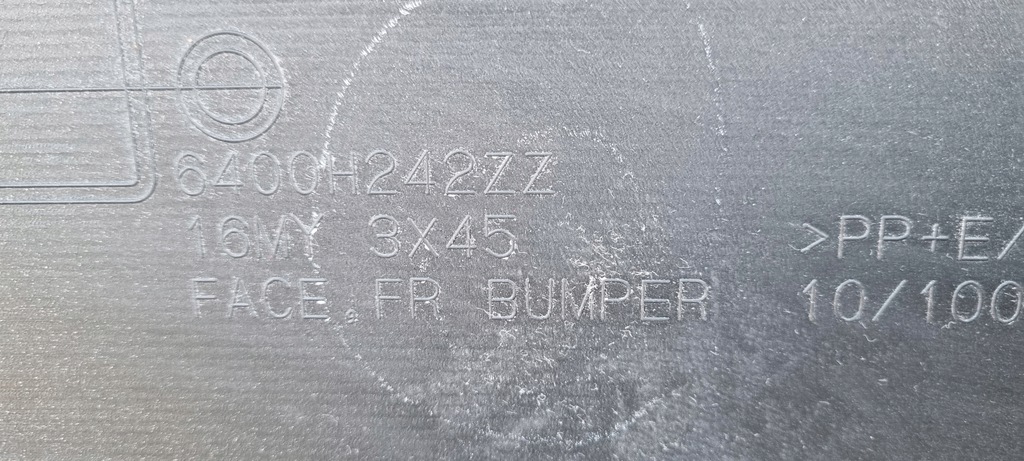 6400H242ZZ
16MY 3X45
FACE,FR BUMPER
>PP+E/
10/100